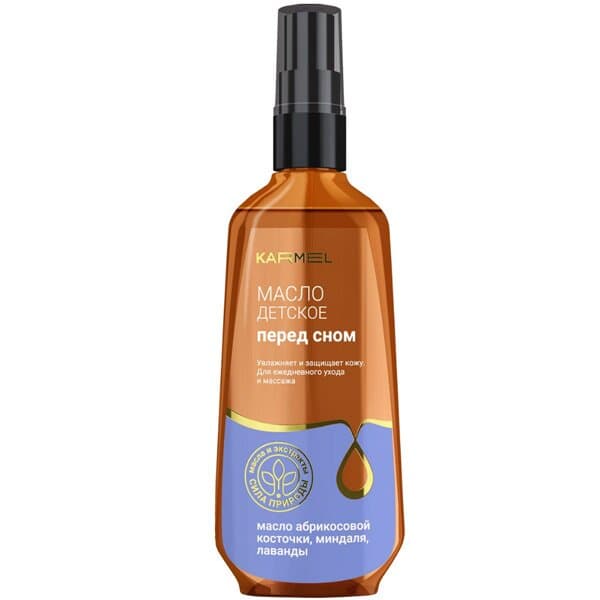 KARMEL
МАСЛО
ДЕТСКОЕ
перед сном
Увлажняет и защищает кожу.
Для ежедневного ухода
и массажа
масла и экстракты
СИЛА ПРИРОДЫ
масло абрикосовой
косточки, миндаля,
лаванды